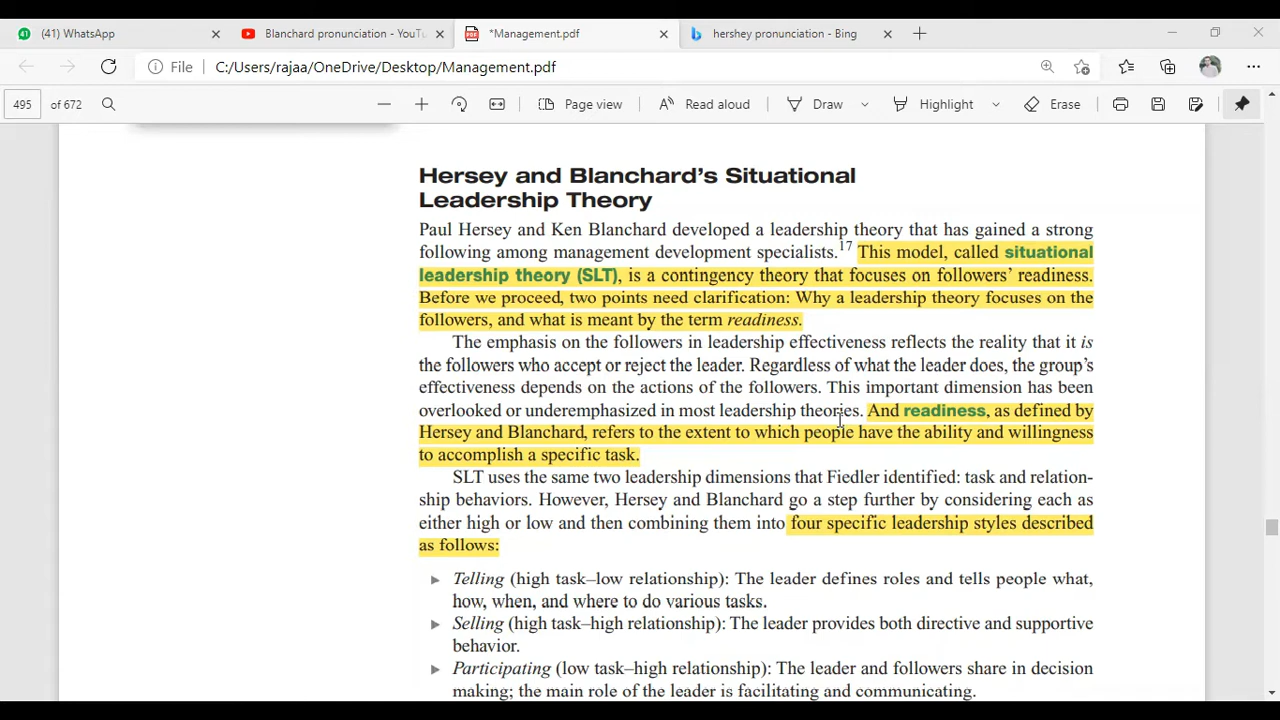 (41) WhatsApp
Blanchard pronunciation - YouTu
*Management.pdf
hershey pronunciation - Bing
File
C:/Users/rajaa/OneDrive/Desktop/Management.pdf
495 of 672
Page view
Read aloud
Draw
Highlight
Erase
Hersey and Blanchard's Situational
Leadership Theory
Paul Hersey and Ken Blanchard developed a leadership theory that has gained a strong
following among management development specialists.17 This model, called situational
leadership theory (SLT), is a contingency theory that focuses on followers' readiness.
Before we proceed, two points need clarification: Why a leadership theory focuses on the
followers, and what is meant by the term readiness.
The emphasis on the followers in leadership effectiveness reflects the reality that it is
the followers who accept or reject the leader. Regardless of what the leader does, the group's
effectiveness depends on the actions of the followers. This important dimension has been
overlooked or underemphasized in most leadership theories. And readiness, as defined by
Hersey and Blanchard, refers to the extent to which people have the ability and willingness
to accomplish a specific task.
SLT uses the same two leadership dimensions that Fiedler identified: task and relation-
ship behaviors. However, Hersey and Blanchard go a step further by considering each as
either high or low and then combining them into four specific leadership styles described
as follows:
Telling (high task–low relationship): The leader defines roles and tells people what,
how, when, and where to do various tasks.
Selling (high task–high relationship): The leader provides both directive and supportive
behavior.
Participating (low task–high relationship): The leader and followers share in decision
making; the main role of the leader is facilitating and communicating.